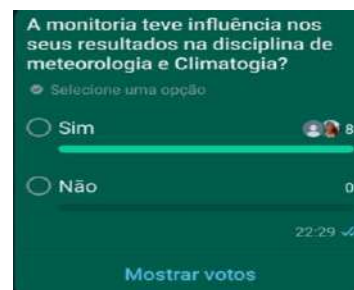 A monitoria teve influência nos
seus resultados na disciplina de
meteorologia e Climatogia?
Selecione uma opção
Sim 8
Não 0
22:29
Mostrar votos